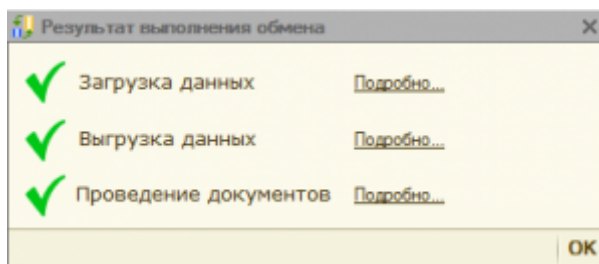 Результат выполнения обмена
Загрузка данных Подробно...
Выгрузка данных Подробно...
Проведение документов Подробно...
OK